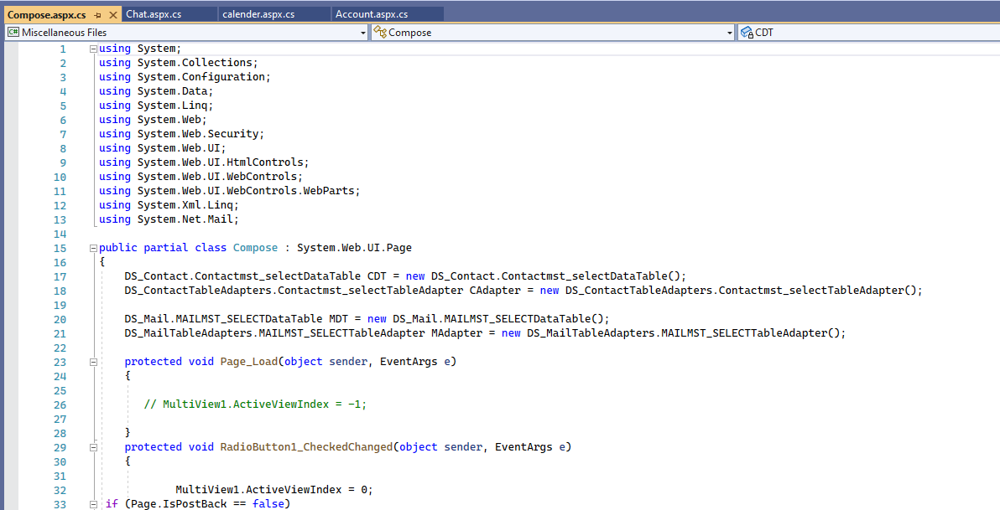 Compose.aspx.cs Chat.aspx.cs calender.aspx.cs Account.aspx.cs
C# Miscellaneous Files Compose CDT
1 using System;
2 using System.Collections;
3 using System.Configuration;
4 using System.Data;
5 using System.Linq;
6 using System.Web;
7 using System.Web.Security;
8 using System.Web.UI;
9 using System.Web.UI.HtmlControls;
10 using System.Web.UI.WebControls;
11 using System.Web.UI.WebControls.WebParts;
12 using System.Xml.Linq;
13 using System.Net.Mail;
14
15 public partial class Compose : System.Web.UI.Page
16 {
17 DS_Contact.Contactmst_selectDataTable CDT = new DS_Contact.Contactmst_selectDataTable();
18 DS_ContactTableAdapters.Contactmst_selectTableAdapter CAdapter = new DS_ContactTableAdapters.Contactmst_selectTableAdapter();
19
20 DS_Mail.MAILMST_SELECTDataTable MDT = new DS_Mail.MAILMST_SELECTDataTable();
21 DS_MailTableAdapters.MAILMST_SELECTTableAdapter MAdapter = new DS_MailTableAdapters.MAILMST_SELECTTableAdapter();
22
23 protected void Page_Load(object sender, EventArgs e)
24 {
25
26 // MultiView1.ActiveViewIndex = -1;
27
28 }
29 protected void RadioButton1_CheckedChanged(object sender, EventArgs e)
30 {
31
32 MultiView1.ActiveViewIndex = 0;
33 if (Page.IsPostBack == false)